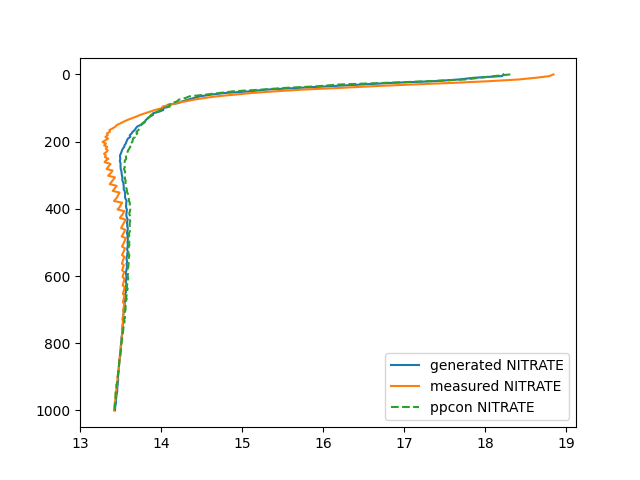 0
200
400
600
800
1000
13 14 15 16 17 18 19
generated NITRATE
measured NITRATE
ppcon NITRATE